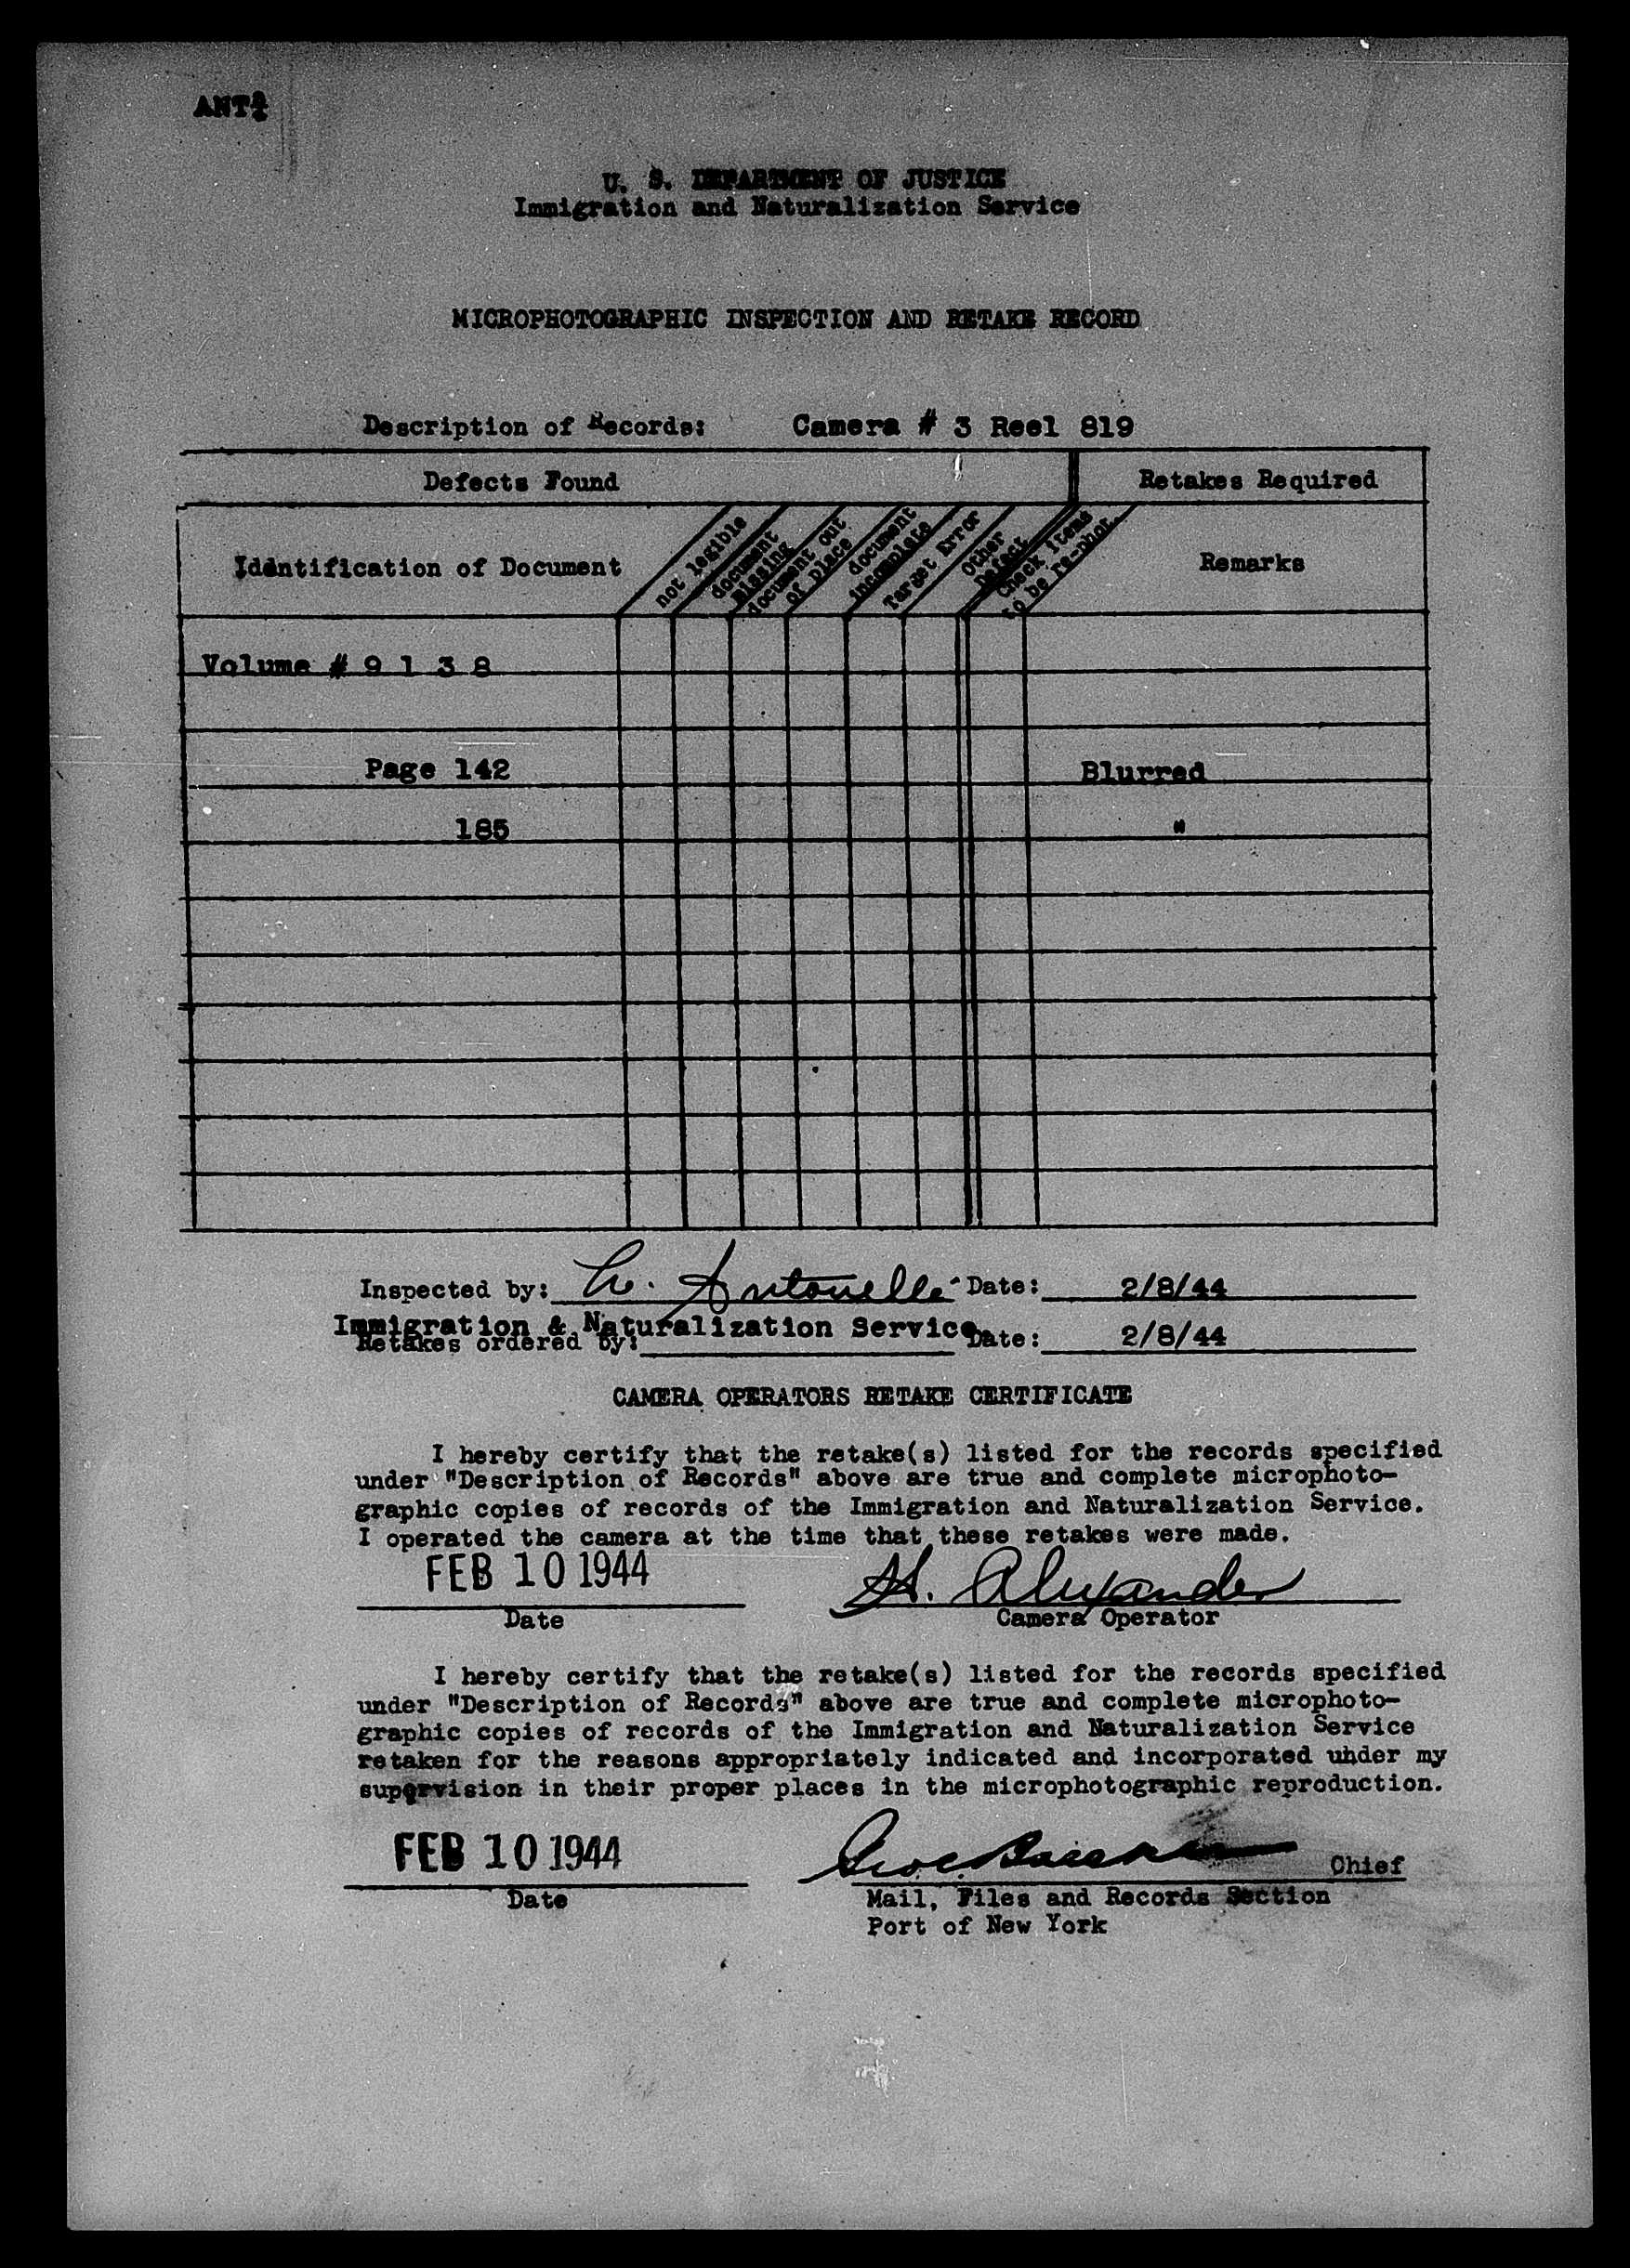 U. S. DEPARTMENT OF JUSTICE
Immigration and Naturalization Service
MICROPHOTOGRAPHIC INSPECTION AND RETAKE RECORD
Description of Records: Camera # 3 Reel 819
Defects Found Retakes Required
Identification of Document
not legible
document missing
document out of place
document incomplete
Target Error
Other Defect
Check items to be re-phot.
Remarks
Volume # 9 1 3 8
Page 142 Blurred
185 "
Inspected by: Antonelli Date: 2/8/44
Immigration & Naturalization Service
Retakes ordered by: Date: 2/8/44
CAMERA OPERATORS RETAKE CERTIFICATE
I hereby certify that the retake(s) listed for the records specified
under "Description of Records" above are true and complete microphoto-
graphic copies of records of the Immigration and Naturalization Service.
I operated the camera at the time that these retakes were made.
FEB 10 1944 H. Alexander
Date Camera Operator
I hereby certify that the retake(s) listed for the records specified
under "Description of Records" above are true and complete microphoto-
graphic copies of records of the Immigration and Naturalization Service
retaken for the reasons appropriately indicated and incorporated under my
supervision in their proper places in the microphotographic reproduction.
FEB 10 1944 Chief
Date Mail, Files and Records Section
Port of New York